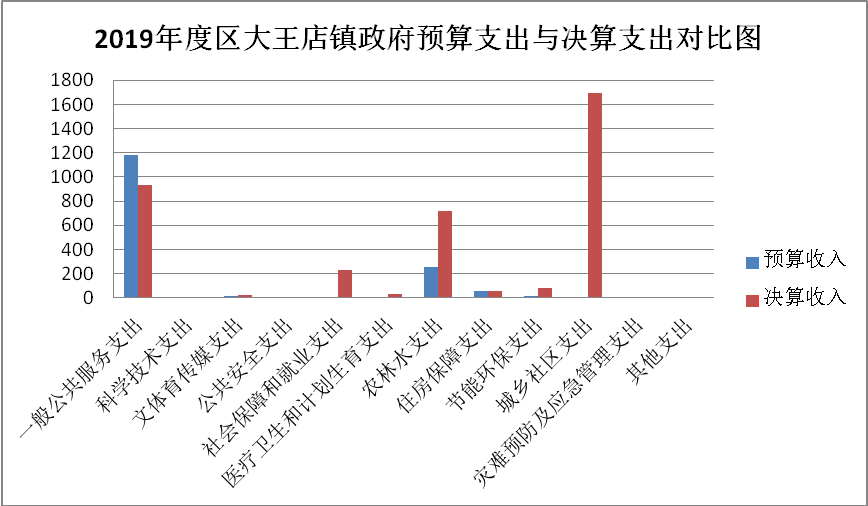 2019年度区大王店镇政府预算支出与决算支出对比图
1800
1600
1400
1200
1000
800
600
400
200
0
一般公共服务支出
科学技术支出
文体育传媒支出
公共安全支出
社会保障和就业支出
医疗卫生和计划生育支出
农林水支出
住房保障支出
节能环保支出
城乡社区支出
灾难预防及应急管理支出
其他支出
预算收入
决算收入